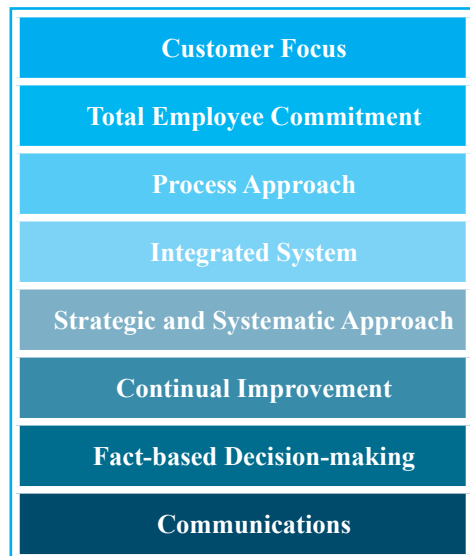 Customer Focus
Total Employee Commitment
Process Approach
Integrated System
Strategic and Systematic Approach
Continual Improvement
Fact-based Decision-making
Communications